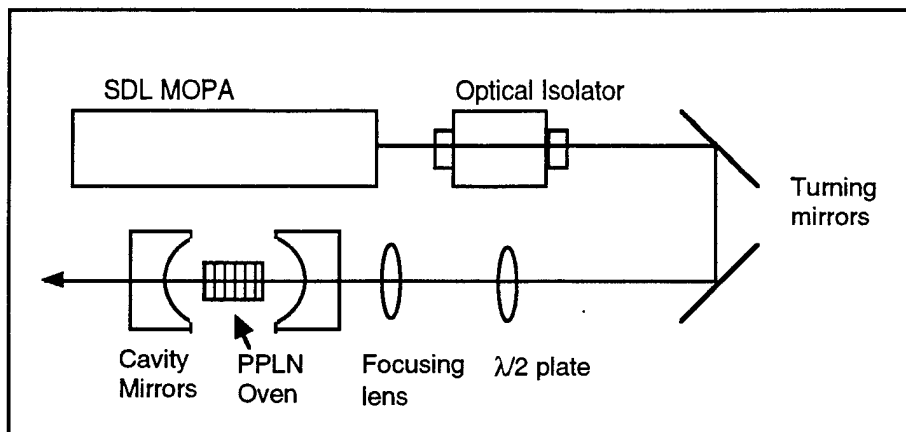 SDL MOPA
Optical Isolator
Turning
mirrors
Cavity
Mirrors
PPLN
Oven
Focusing
lens
λ/2 plate